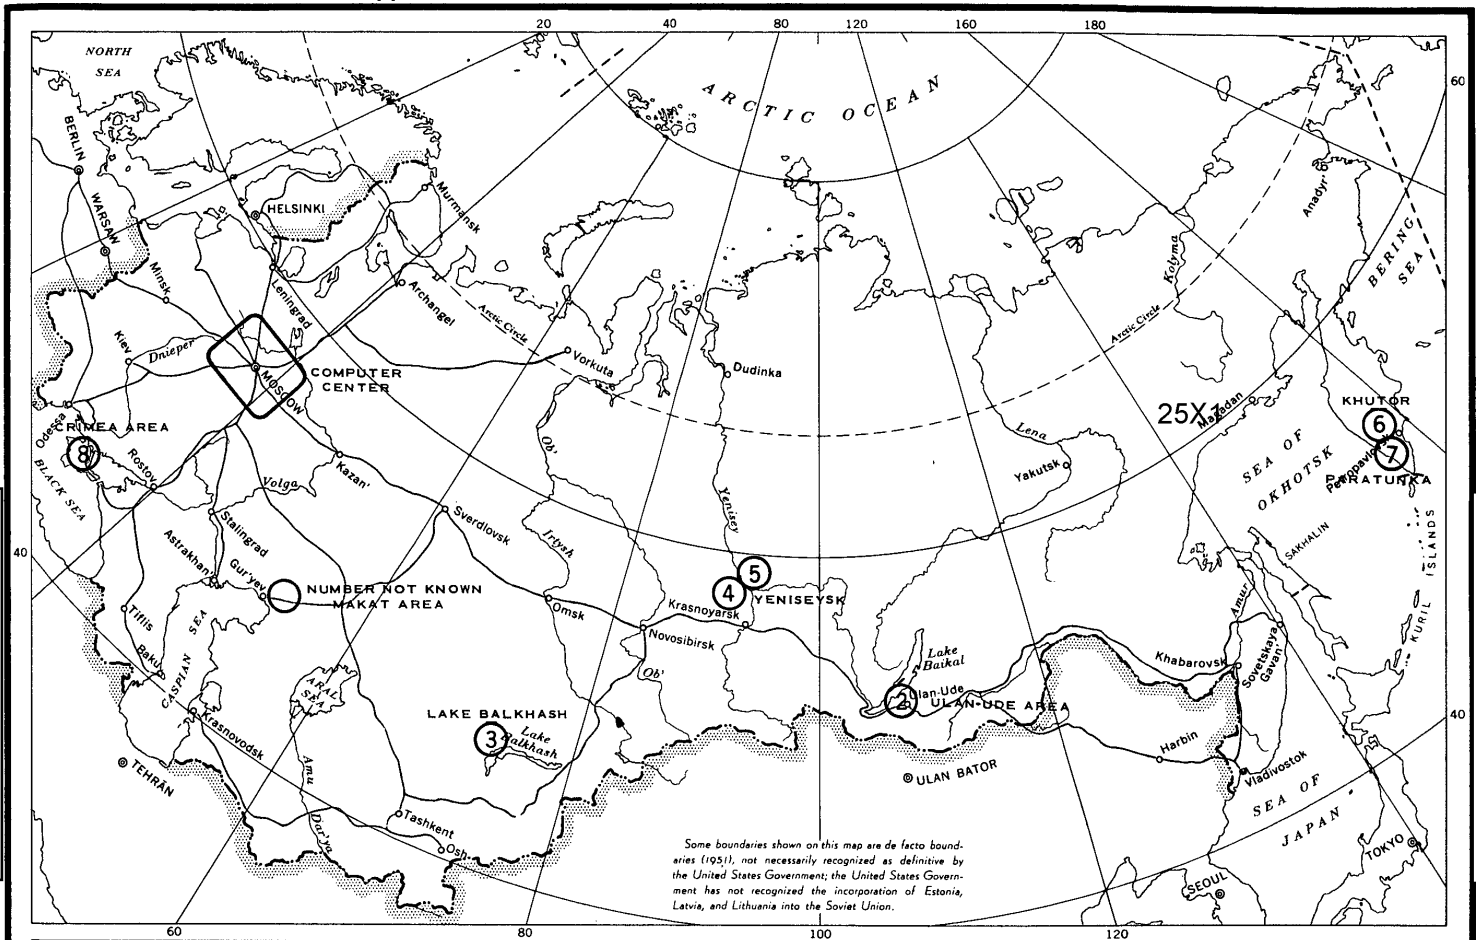 20
40
80
120
160
180
NORTH
SEA
ARCTIC OCEAN
60
BERLIN
WARSAW
HELSINKI
Murmansk
Anadyr'
BERING
SEA
Minsk
Leningrad
Archangel
Arctic Circle
Kolyma
Arctic Circle
Kiev
Dnieper
MOSCOW
COMPUTER
CENTER
Vorkuta
Dudinka
Odessa
CRIMEA AREA
8
BLACK SEA
Rostov
Volga
Kazan'
Ob'
Lena
Yakutsk
25X1
Magadan
SEA OF
OKHOTSK
KHUTOR
6
7
Petropavlovsk
PARATUNKA
Stalingrad
Astrakhan'
Gur'yev
Sverdlovsk
Irtysh
Yenisey
SAKHALIN
KURIL ISLANDS
40
NUMBER NOT KNOWN
MAKAT AREA
Omsk
5
4
YENISEYSK
Krasnoyarsk
Novosibirsk
Amur
Tiflis
Baku
CASPIAN SEA
ARAL
SEA
Ob'
Lake
Baikal
Khabarovsk
Sovetskaya
Gavan'
Krasnovodsk
LAKE BALKHASH
3
Lake
Balkhash
2
Ulan-Ude
ULAN-UDE AREA
40
TEHRĀN
Amu
Dar'ya
Tashkent
Osh
ULAN BATOR
Harbin
Vladivostok
SEA OF
JAPAN
TOKYO
SEOUL
Some boundaries shown on this map are de facto bound-
aries (1951), not necessarily recognized as definitive by
the United States Government; the United States Govern-
ment has not recognized the incorporation of Estonia,
Latvia, and Lithuania into the Soviet Union.
60
80
100
120